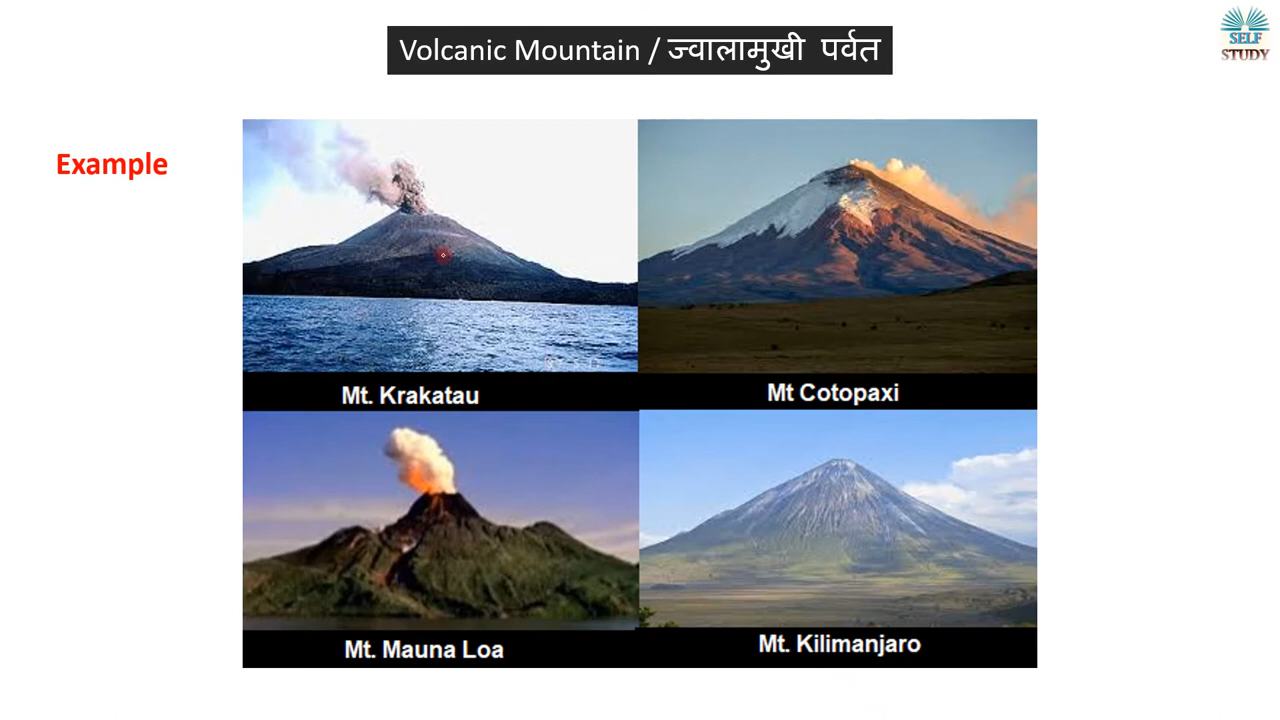 Volcanic Mountain / ज्वालामुखी पर्वत
SELF
STUDY
Example
Mt. Krakatau
Mt Cotopaxi
Mt. Mauna Loa
Mt. Kilimanjaro